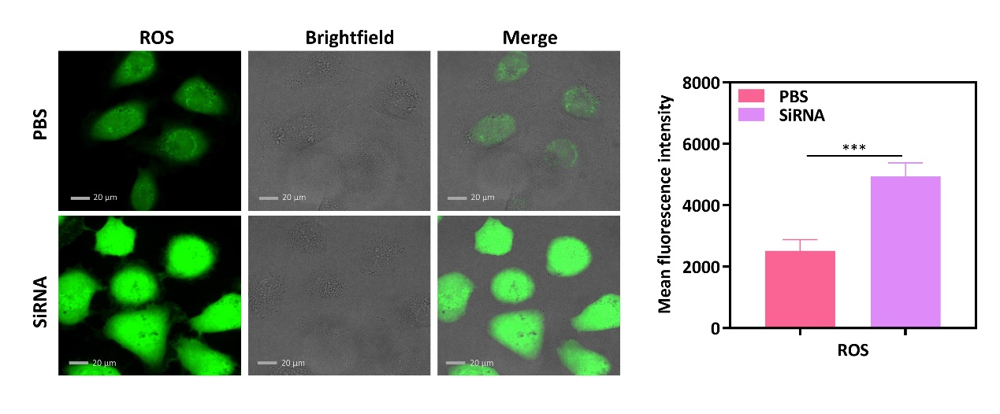 ROS Brightfield Merge
PBS
20 µm 20 µm 20 µm
SiRNA
20 µm 20 µm 20 µm
Mean fluorescence intensity
8000
6000
4000
2000
0
PBS
SiRNA
***
ROS